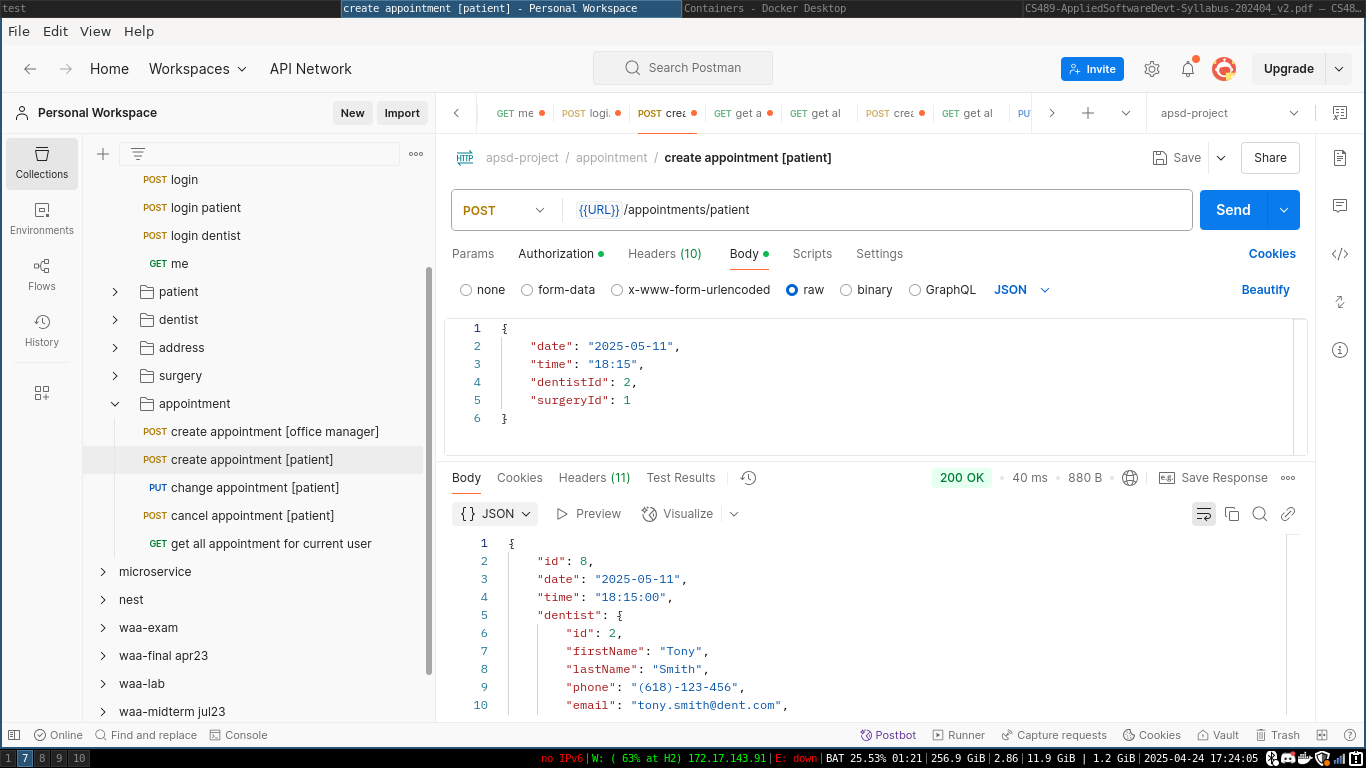 test
create appointment [patient] - Personal Workspace
Containers - Docker Desktop
CS489-AppliedSoftwareDevt-Syllabus-202404_v2.pdf — CS48…
File Edit View Help
Home Workspaces API Network
Search Postman
Invite
Upgrade
Personal Workspace
New Import
GET me
POST logi.
POST crea
GET get a
GET get al
POST crea
GET get al
PUT
apsd-project
Collections
Environments
Flows
History
POST login
POST login patient
POST login dentist
GET me
patient
dentist
address
surgery
appointment
POST create appointment [office manager]
POST create appointment [patient]
PUT change appointment [patient]
POST cancel appointment [patient]
GET get all appointment for current user
microservice
nest
waa-exam
waa-final apr23
waa-lab
waa-midterm jul23
HTTP apsd-project / appointment / create appointment [patient]
Save
Share
POST {{URL}} /appointments/patient
Send
Params Authorization Headers (10) Body Scripts Settings
Cookies
none form-data x-www-form-urlencoded raw binary GraphQL JSON
Beautify
1 {
2 "date": "2025-05-11",
3 "time": "18:15",
4 "dentistId": 2,
5 "surgeryId": 1
6 }
Body Cookies Headers (11) Test Results
200 OK 40 ms 880 B
e.g. Save Response
{} JSON Preview Visualize
1 {
2 "id": 8,
3 "date": "2025-05-11",
4 "time": "18:15:00",
5 "dentist": {
6 "id": 2,
7 "firstName": "Tony",
8 "lastName": "Smith",
9 "phone": "(618)-123-456",
10 "email": "tony.smith@dent.com",
Online Find and replace Console
Postbot Runner Capture requests Cookies Vault Trash
1 7 8 9 10
no IPv6|W: ( 63% at H2) 172.17.143.91|E: down|BAT 25.53% 01:21|256.9 GiB|2.86|11.9 GiB | 1.2 GiB|2025-04-24 17:24:05